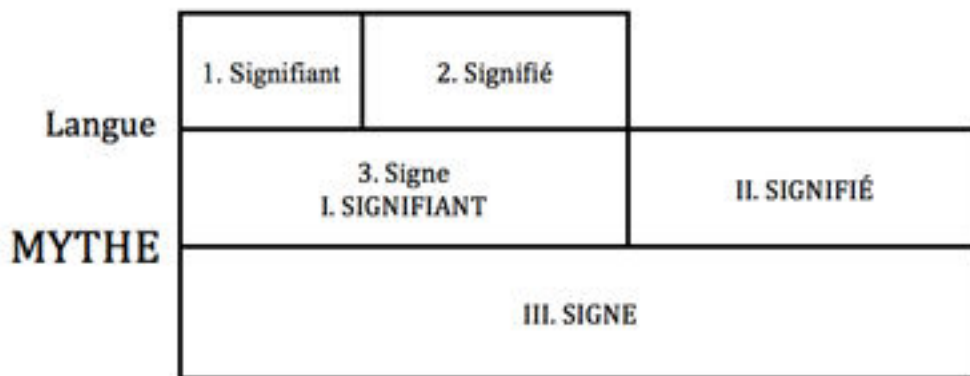 1. Signifiant
2. Signifié
Langue
3. Signe
I. SIGNIFIANT
II. SIGNIFIÉ
MYTHE
III. SIGNE